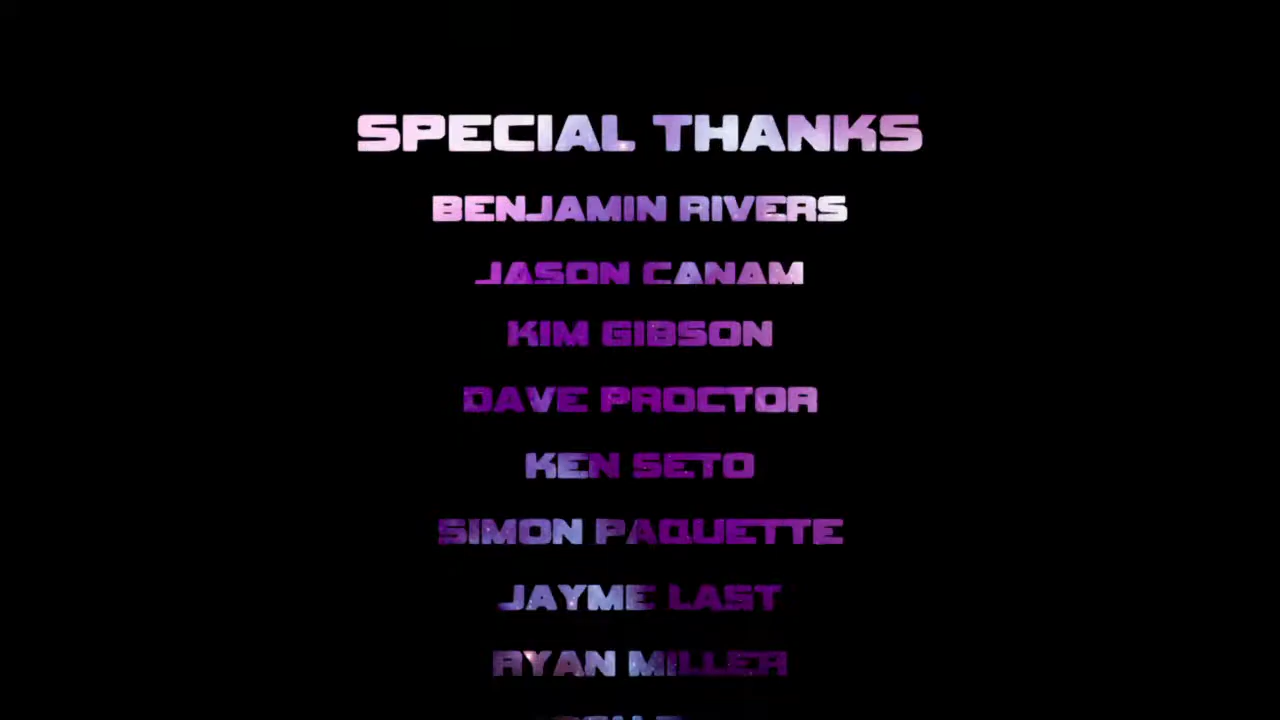 SPECIAL THANKS
BENJAMIN RIVERS
JASON CANAM
KIM GIBSON
DAVE PROCTOR
KEN SETO
SIMON PAQUETTE
JAYME LAST
RYAN MILLER